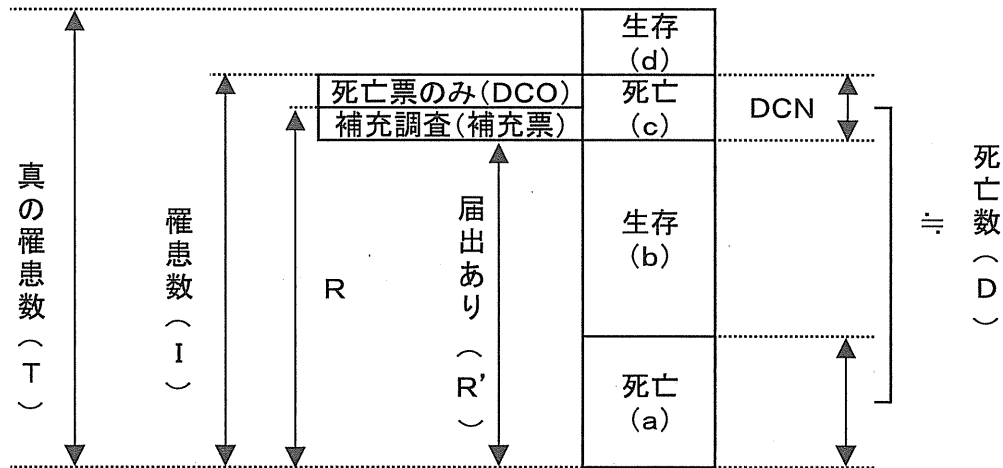 真の罹患数(T)
罹患数(I)
R
届出あり(R’)
死亡票のみ(DCO)
補充調査(補充票)
生存
(d)
死亡
(c)
生存
(b)
死亡
(a)
DCN
≒
死亡数(D)